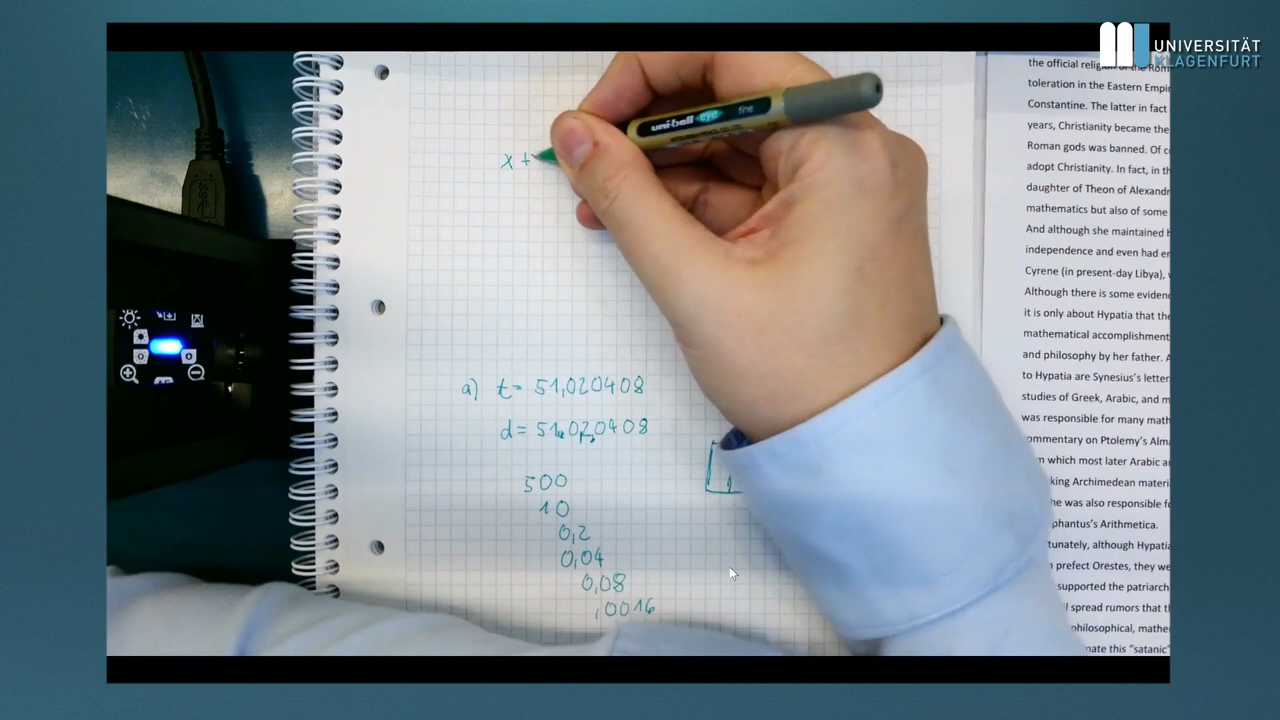 UNIVERSITÄT
KLAGENFURT
uni-ball eye fine
x +
a) t = 51,020408
d = 51,020408
500
10
0,2
0,04
0,08
,0016
the official religion of the Rom
toleration in the Eastern Empir
Constantine. The latter in fact
years, Christianity became the
Roman gods was banned. Of c
adopt Christianity. In fact, in th
daughter of Theon of Alexandr
mathematics but also of some
And although she maintained h
independence and even had er
Cyrene (in present-day Libya),
Although there is some evidenc
it is only about Hypatia that the
mathematical accomplishment
and philosophy by her father. A
to Hypatia are Synesius's letter
studies of Greek, Arabic, and m
was responsible for many math
ommentary on Ptolemy's Alma
m which most later Arabic a
king Archimedean materi
he was also responsible fo
phantus's Arithmetica.
tunately, although Hypatia
prefect Orestes, they we
supported the patriarch
spread rumors that t
philosophical, mathe
nate this "satanic"